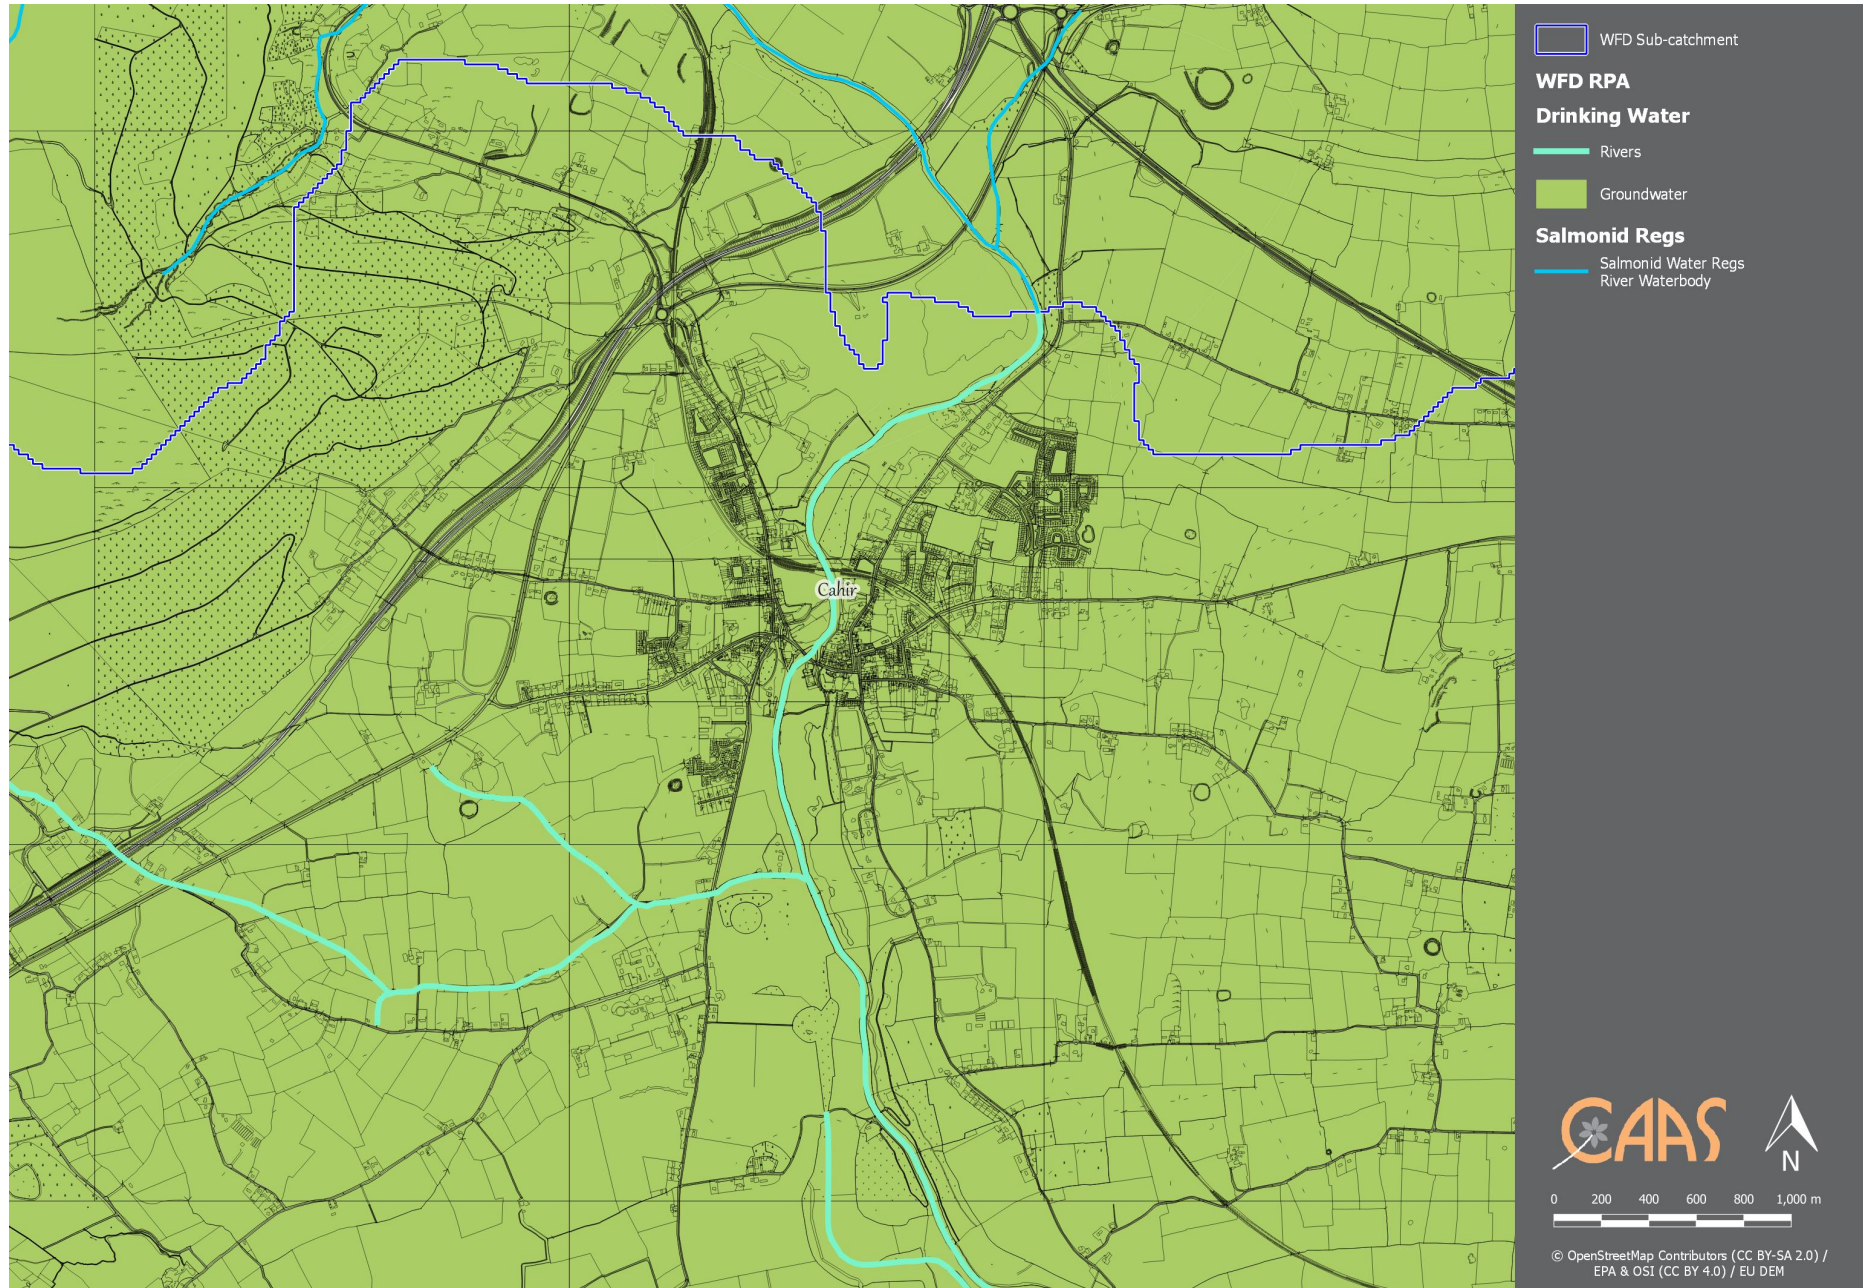 WFD Sub-catchment
WFD RPA
Drinking Water
Rivers
Groundwater
Salmonid Regs
Salmonid Water Regs
River Waterbody
Cahir
CAAS
N
0 200 400 600 800 1,000 m
© OpenStreetMap Contributors (CC BY-SA 2.0) /
EPA & OSI (CC BY 4.0) / EU DEM